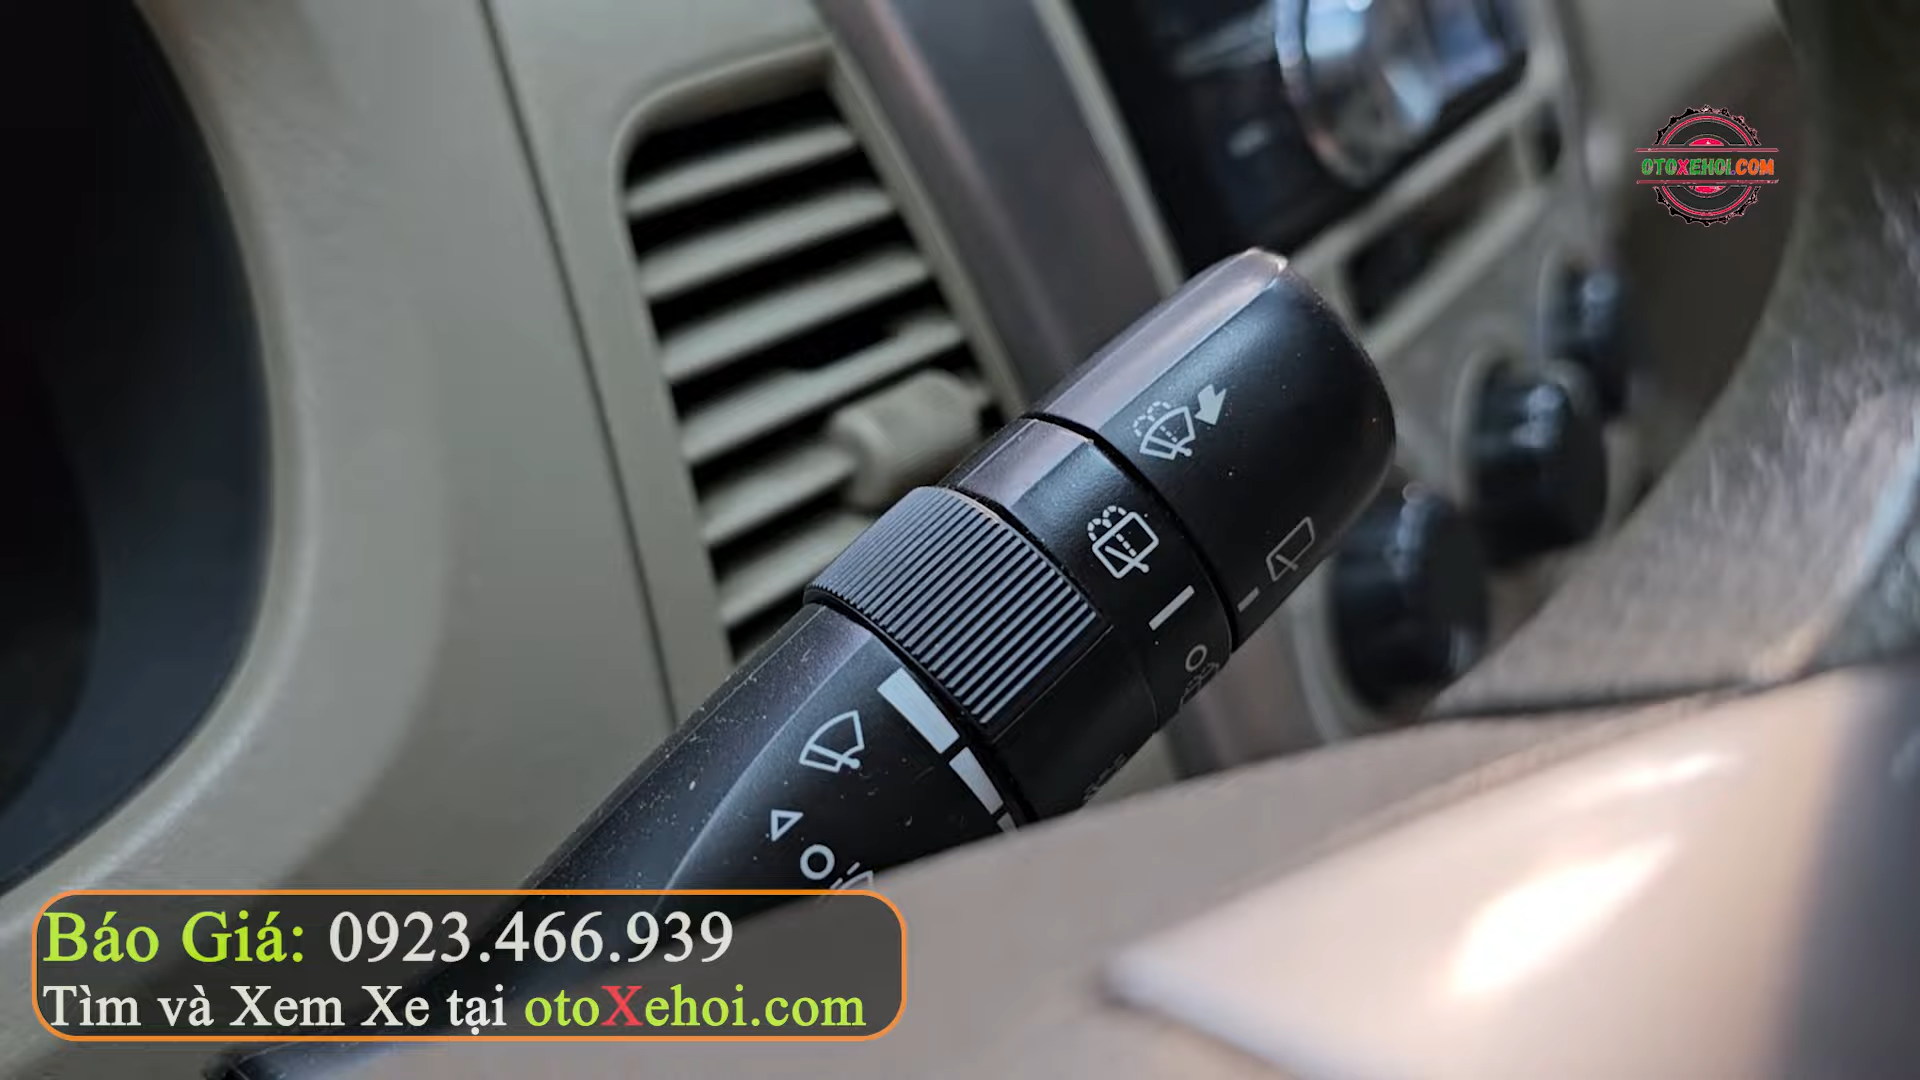 OTOXEHOI.COM
Báo Giá: 0923.466.939
Tìm và Xem Xe tại otoXehoi.com